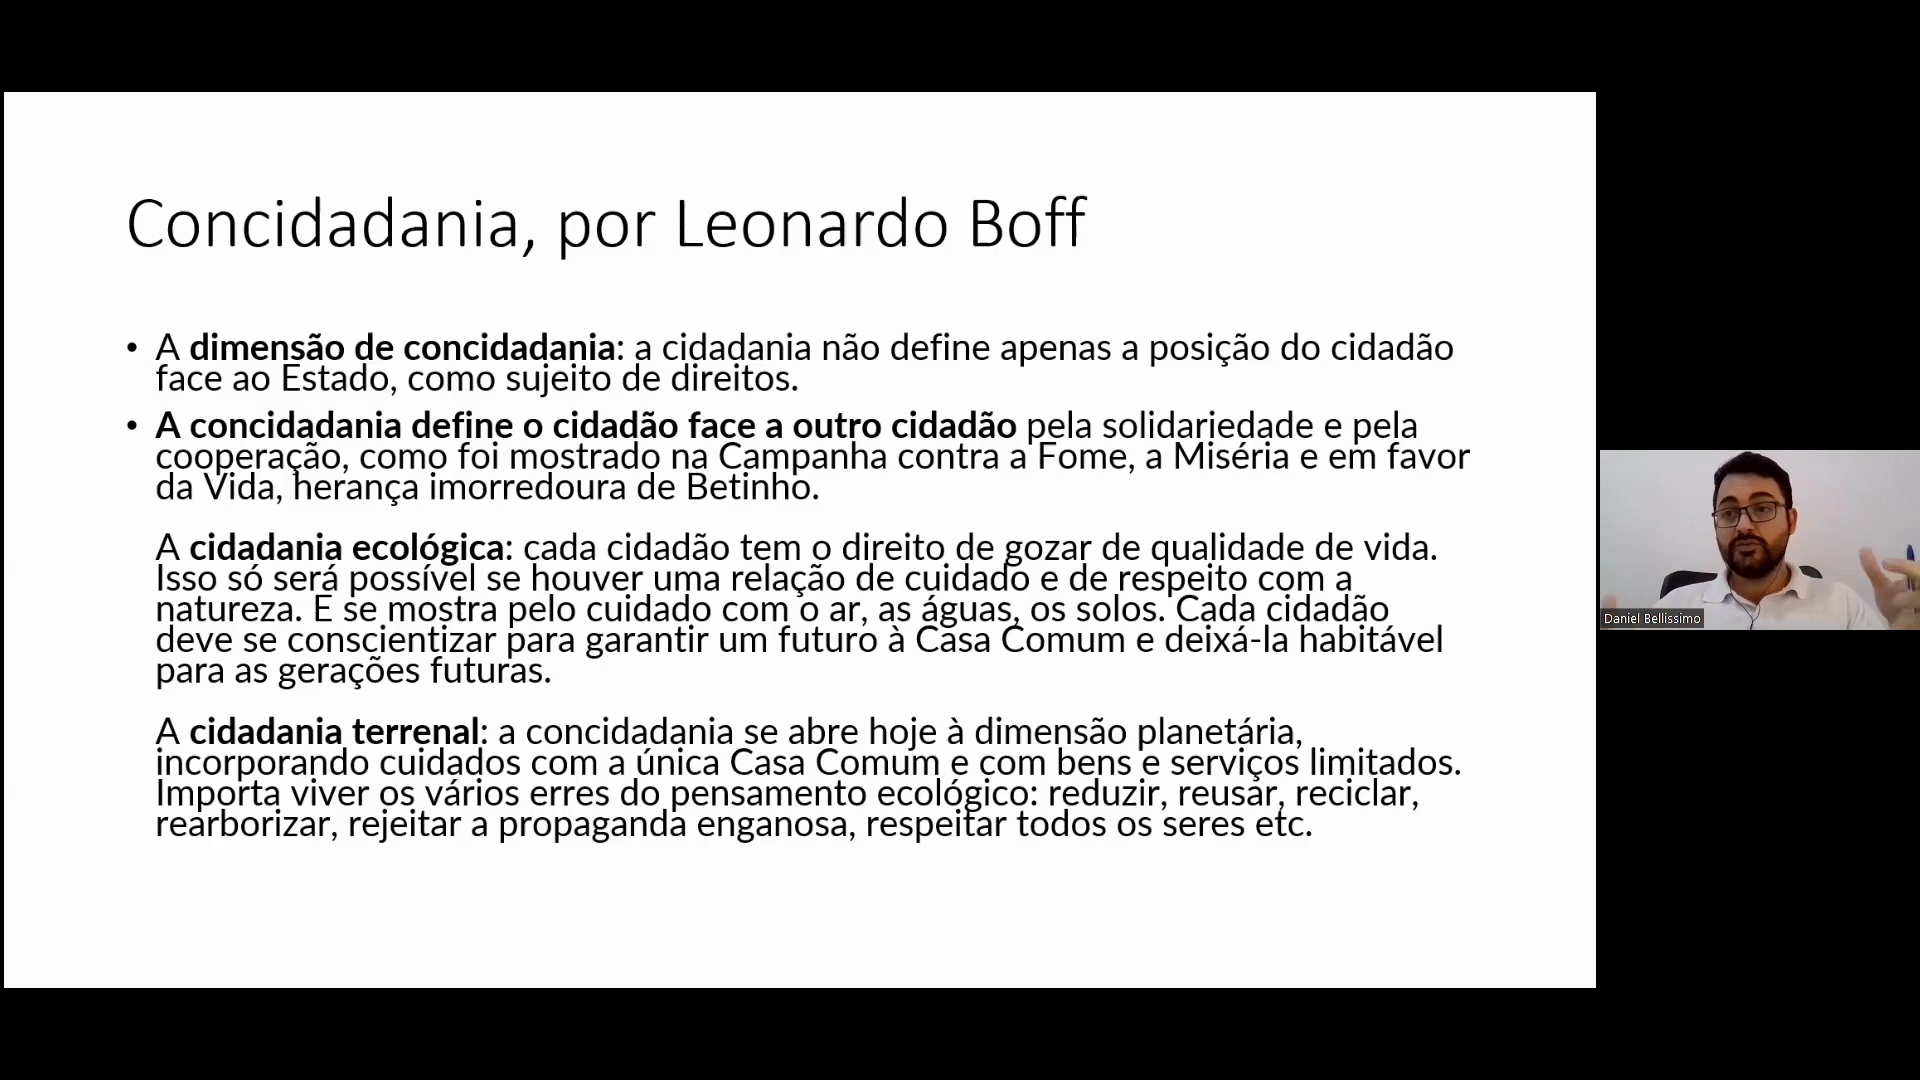 Concidadania, por Leonardo Boff
• A dimensão de concidadania: a cidadania não define apenas a posição do cidadão
face ao Estado, como sujeito de direitos.
• A concidadania define o cidadão face a outro cidadão pela solidariedade e pela
cooperação, como foi mostrado na Campanha contra a Fome, a Miséria e em favor
da Vida, herança imorredoura de Betinho.
A cidadania ecológica: cada cidadão tem o direito de gozar de qualidade de vida.
Isso só será possível se houver uma relação de cuidado e de respeito com a
natureza. E se mostra pelo cuidado com o ar, as águas, os solos. Cada cidadão
deve se conscientizar para garantir um futuro à Casa Comum e deixá-la habitável
para as gerações futuras.
A cidadania terrenal: a concidadania se abre hoje à dimensão planetária,
incorporando cuidados com a única Casa Comum e com bens e serviços limitados.
Importa viver os vários erres do pensamento ecológico: reduzir, reusar, reciclar,
rearborizar, rejeitar a propaganda enganosa, respeitar todos os seres etc.
Daniel Bellissimo